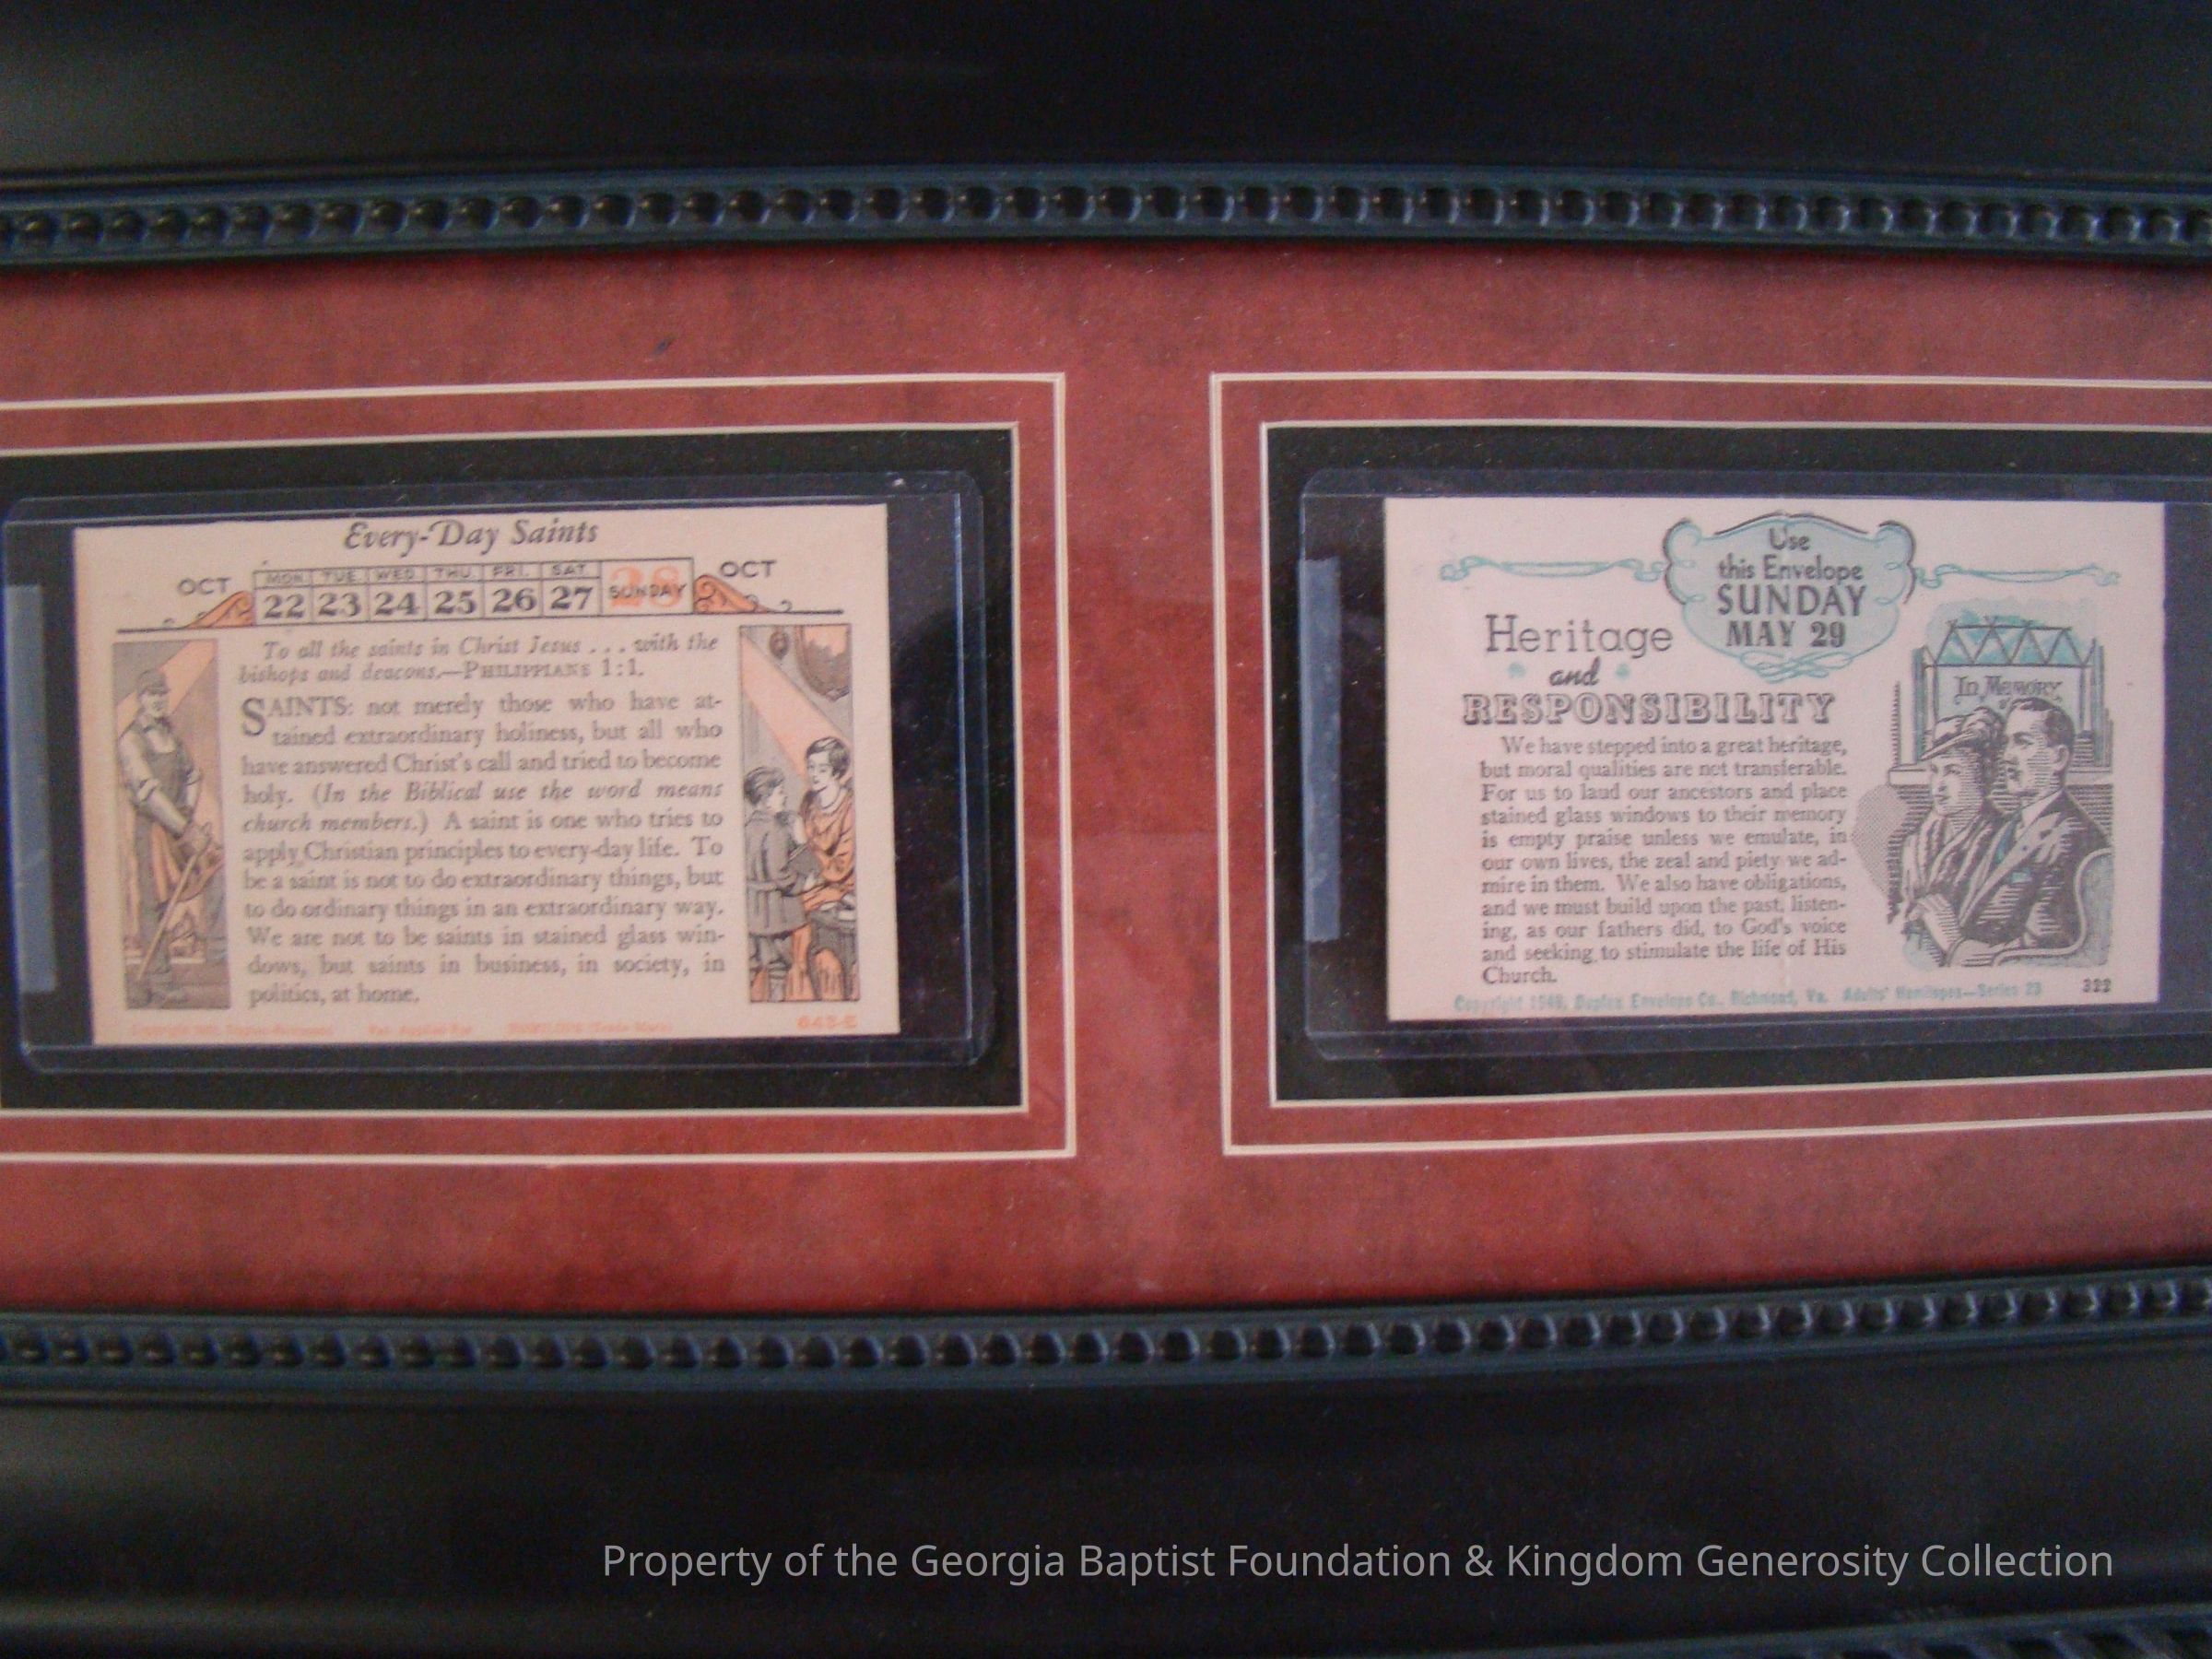 Every-Day Saints
OCT MON. TUE. WED. THU. FRI. SAT. OCT
22 23 24 25 26 27 28 SUNDAY
To all the saints in Christ Jesus . . . with the
bishops and deacons.—PHILIPPIANS 1:1.
SAINTS: not merely those who have at-
tained extraordinary holiness, but all who
have answered Christ's call and tried to become
holy. (In the Biblical use the word means
church members.) A saint is one who tries to
apply Christian principles to every-day life. To
be a saint is not to do extraordinary things, but
to do ordinary things in an extraordinary way.
We are not to be saints in stained glass win-
dows, but saints in business, in society, in
politics, at home.
Use
this Envelope
SUNDAY
MAY 29
Heritage
and
RESPONSIBILITY
In Memory
We have stepped into a great heritage,
but moral qualities are not transferable.
For us to laud our ancestors and place
stained glass windows to their memory
is empty praise unless we emulate, in
our own lives, the zeal and piety we ad-
mire in them. We also have obligations,
and we must build upon the past, listen-
ing, as our fathers did, to God's voice
and seeking to stimulate the life of His
Church.
Copyright Duplex Envelope Co., Richmond, Va. Adults' Series 322
Property of the Georgia Baptist Foundation & Kingdom Generosity Collection